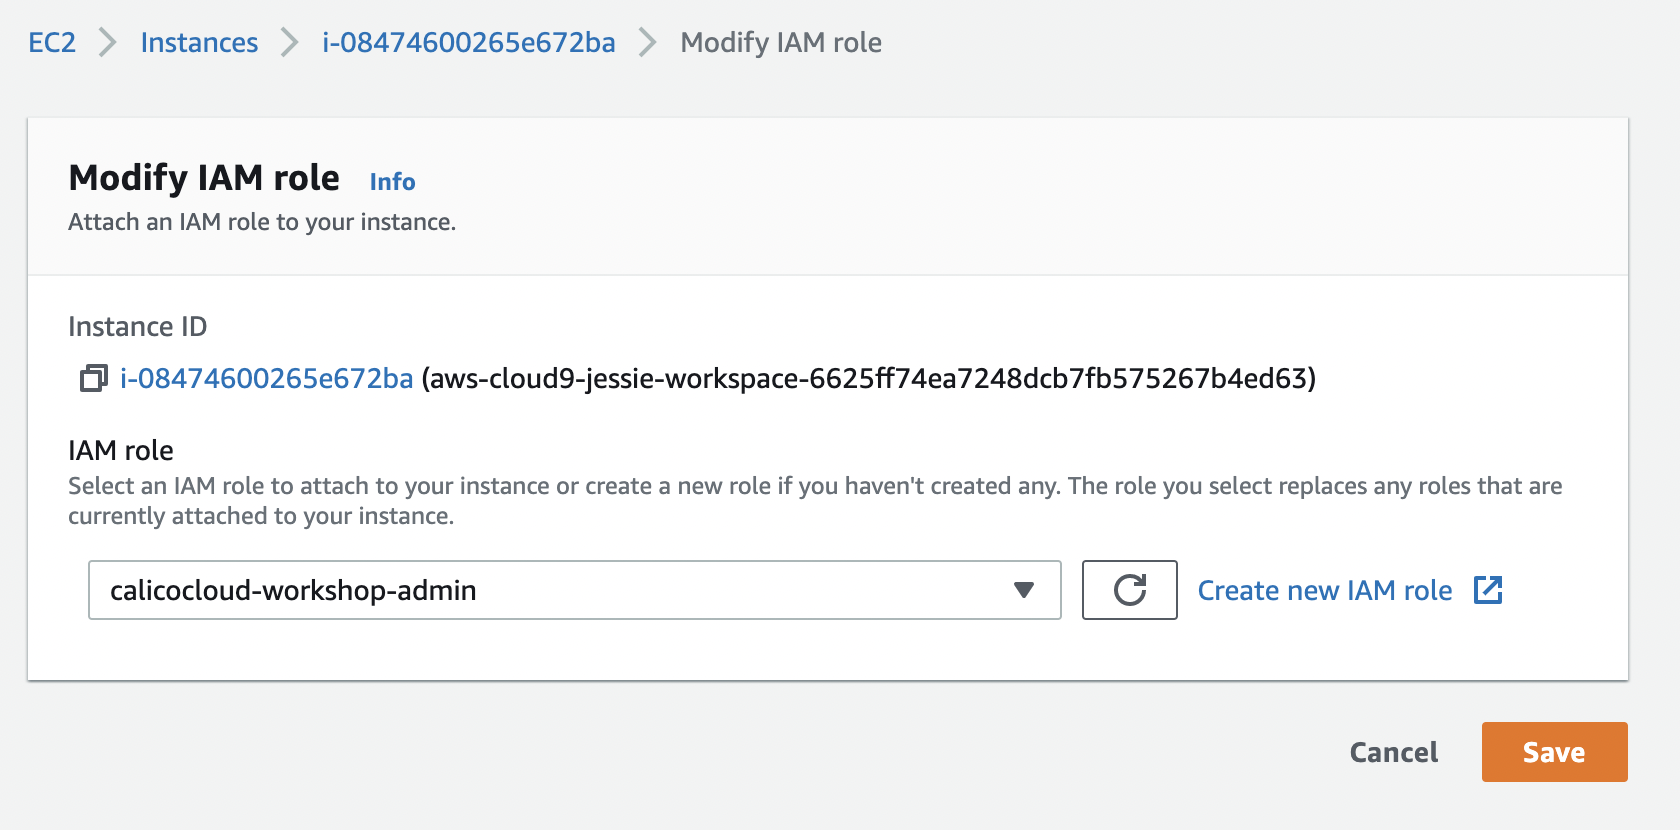 EC2 Instances i-08474600265e672ba Modify IAM role
Modify IAM role Info
Attach an IAM role to your instance.
Instance ID
i-08474600265e672ba (aws-cloud9-jessie-workspace-6625ff74ea7248dcb7fb575267b4ed63)
IAM role
Select an IAM role to attach to your instance or create a new role if you haven't created any. The role you select replaces any roles that are
currently attached to your instance.
calicocloud-workshop-admin Create new IAM role
Cancel Save